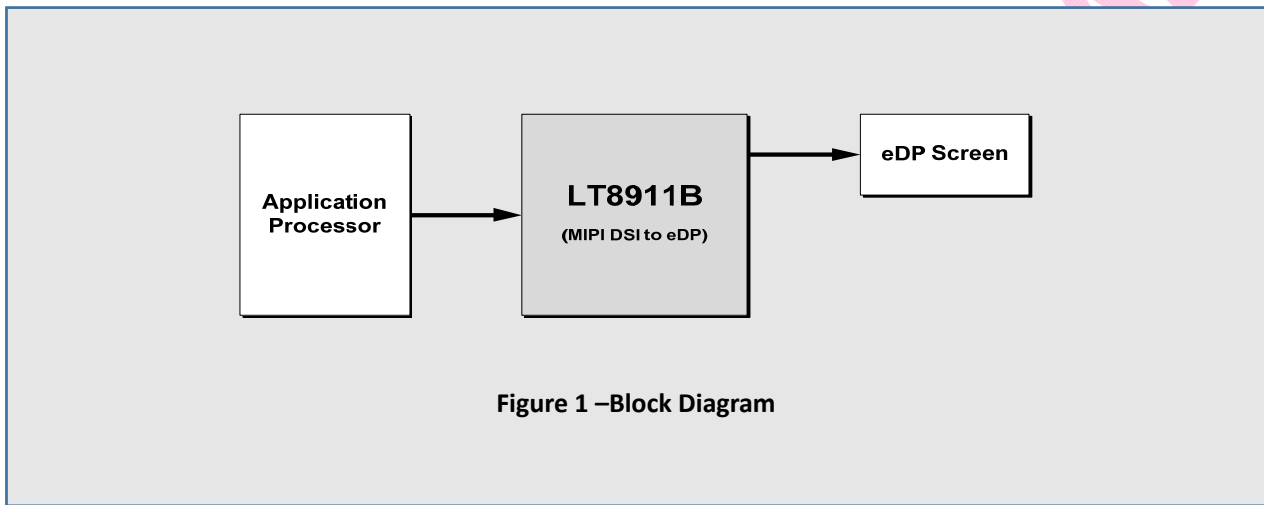 Application
Processor
LT8911B
(MIPI DSI to eDP)
eDP Screen
Figure 1 –Block Diagram